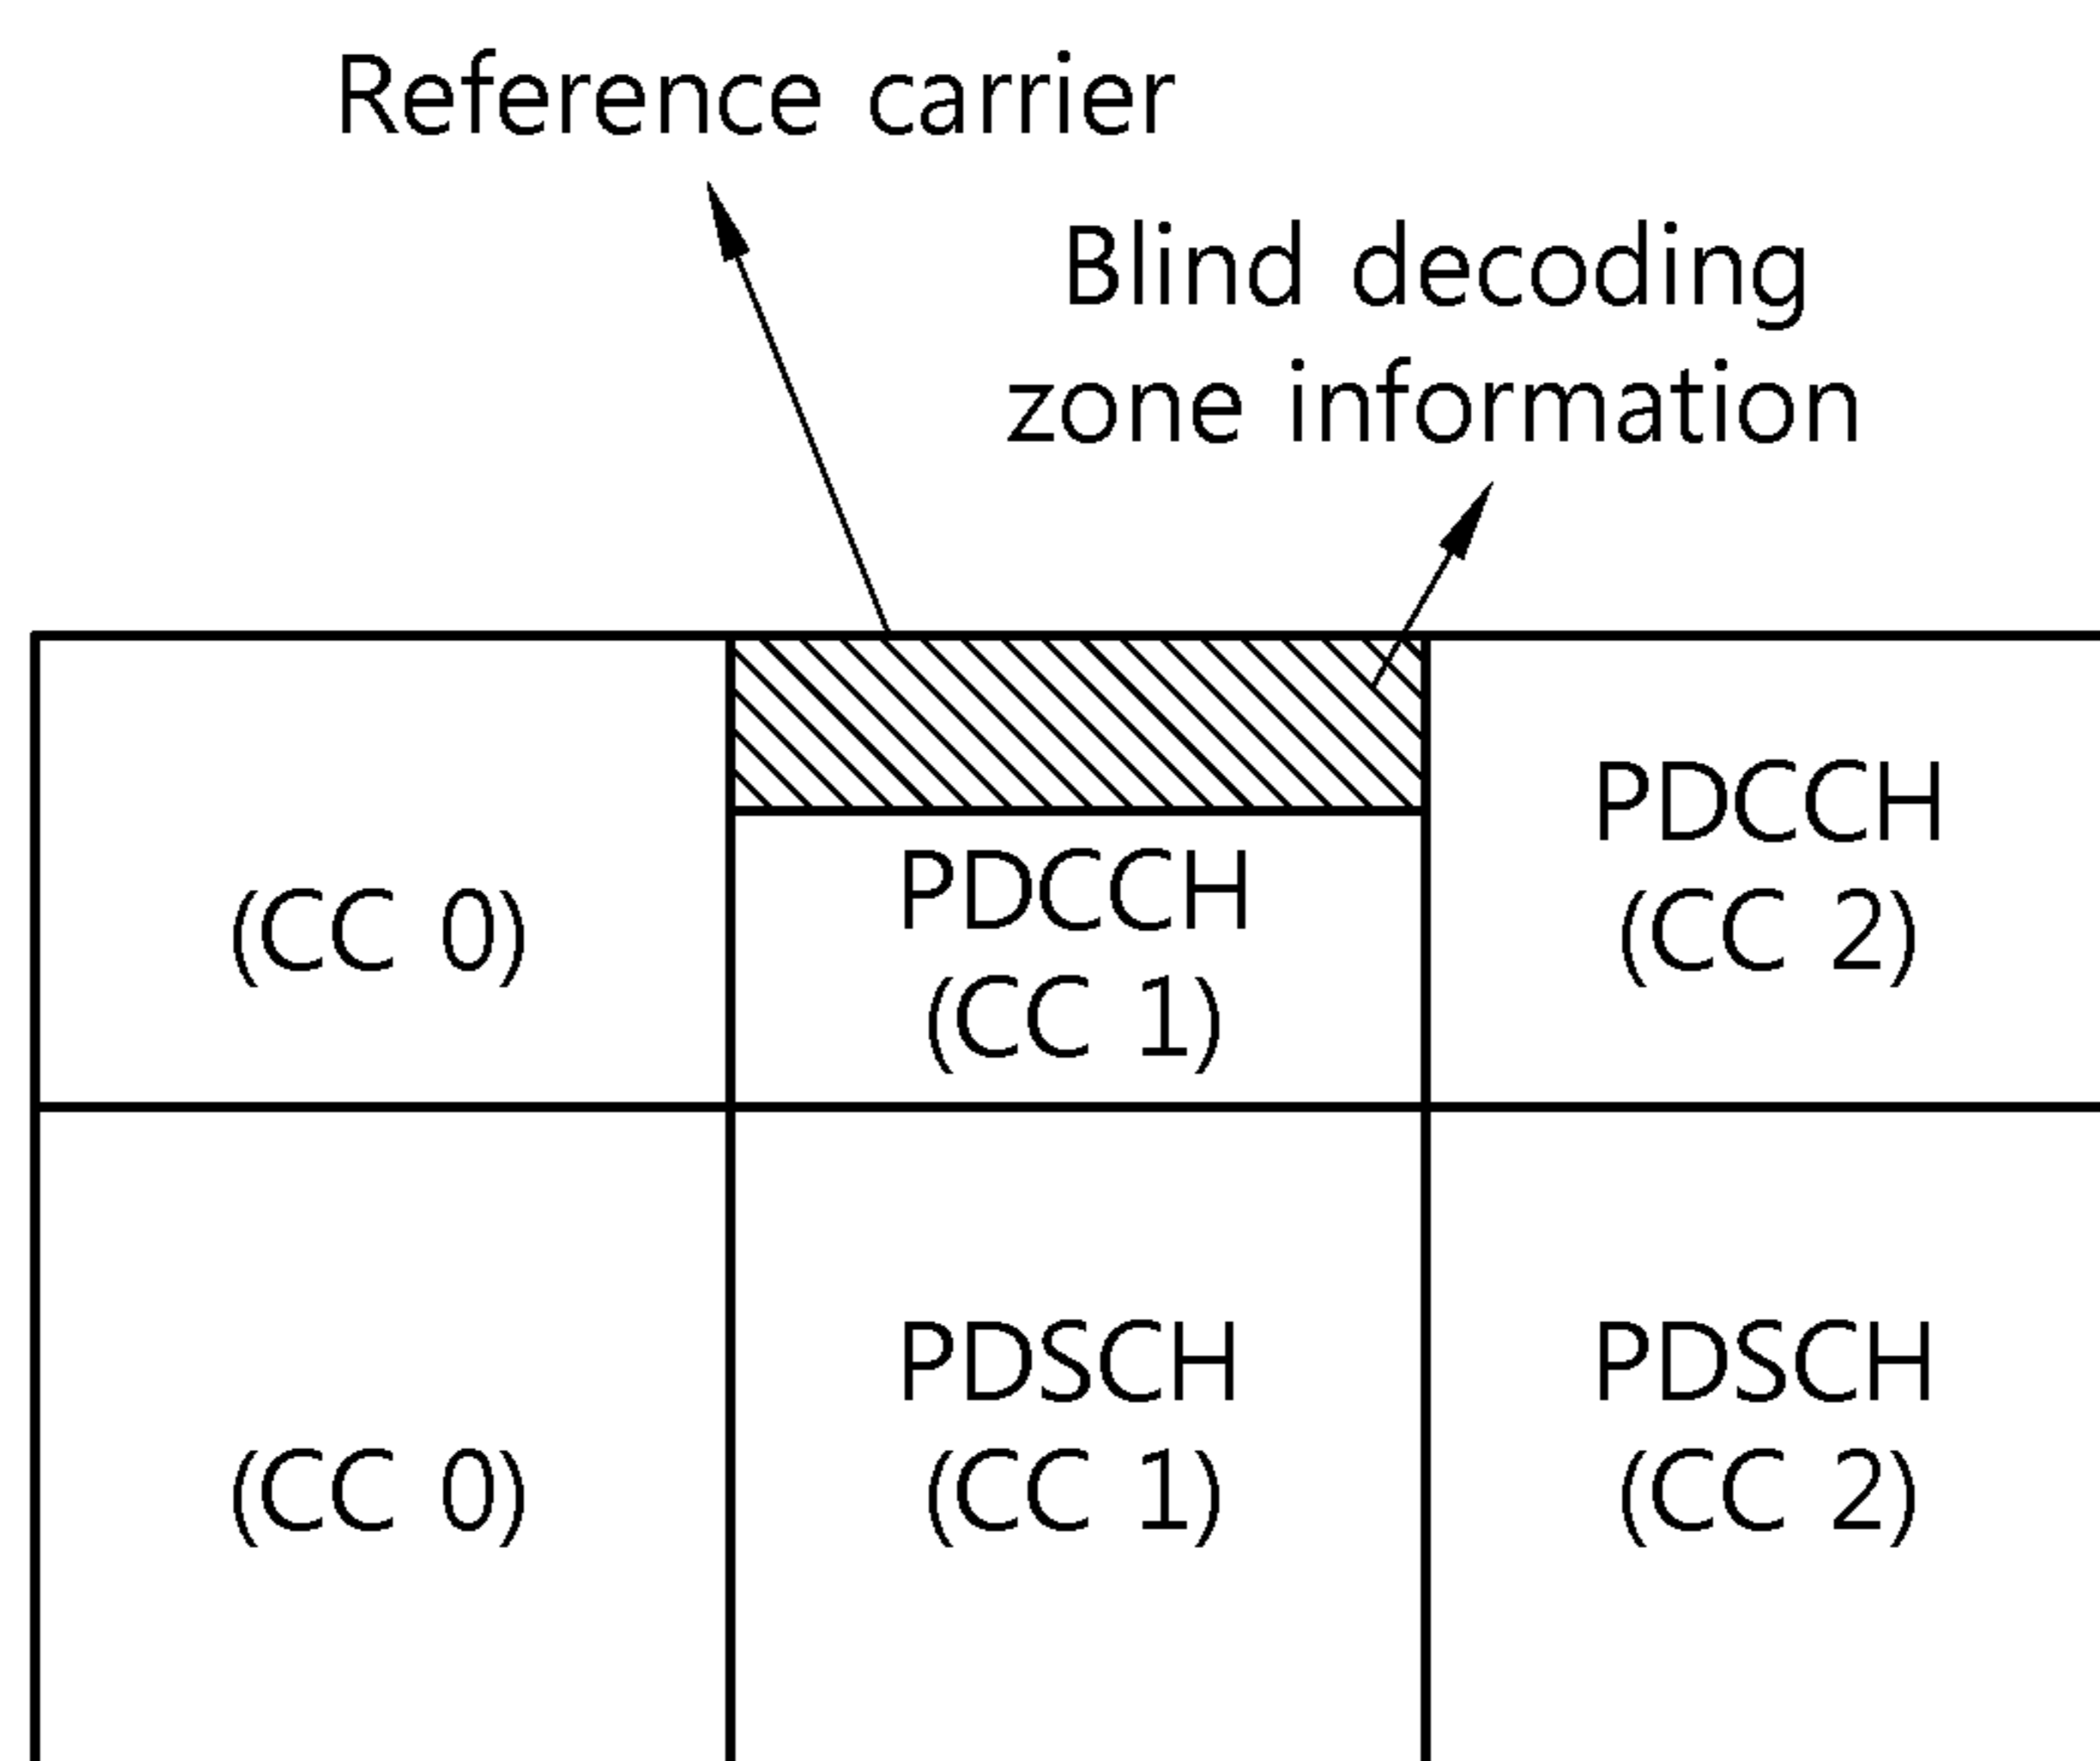 Reference carrier
Blind decoding
zone information
(CC 0)
PDCCH
(CC 1)
PDCCH
(CC 2)
(CC 0)
PDSCH
(CC 1)
PDSCH
(CC 2)